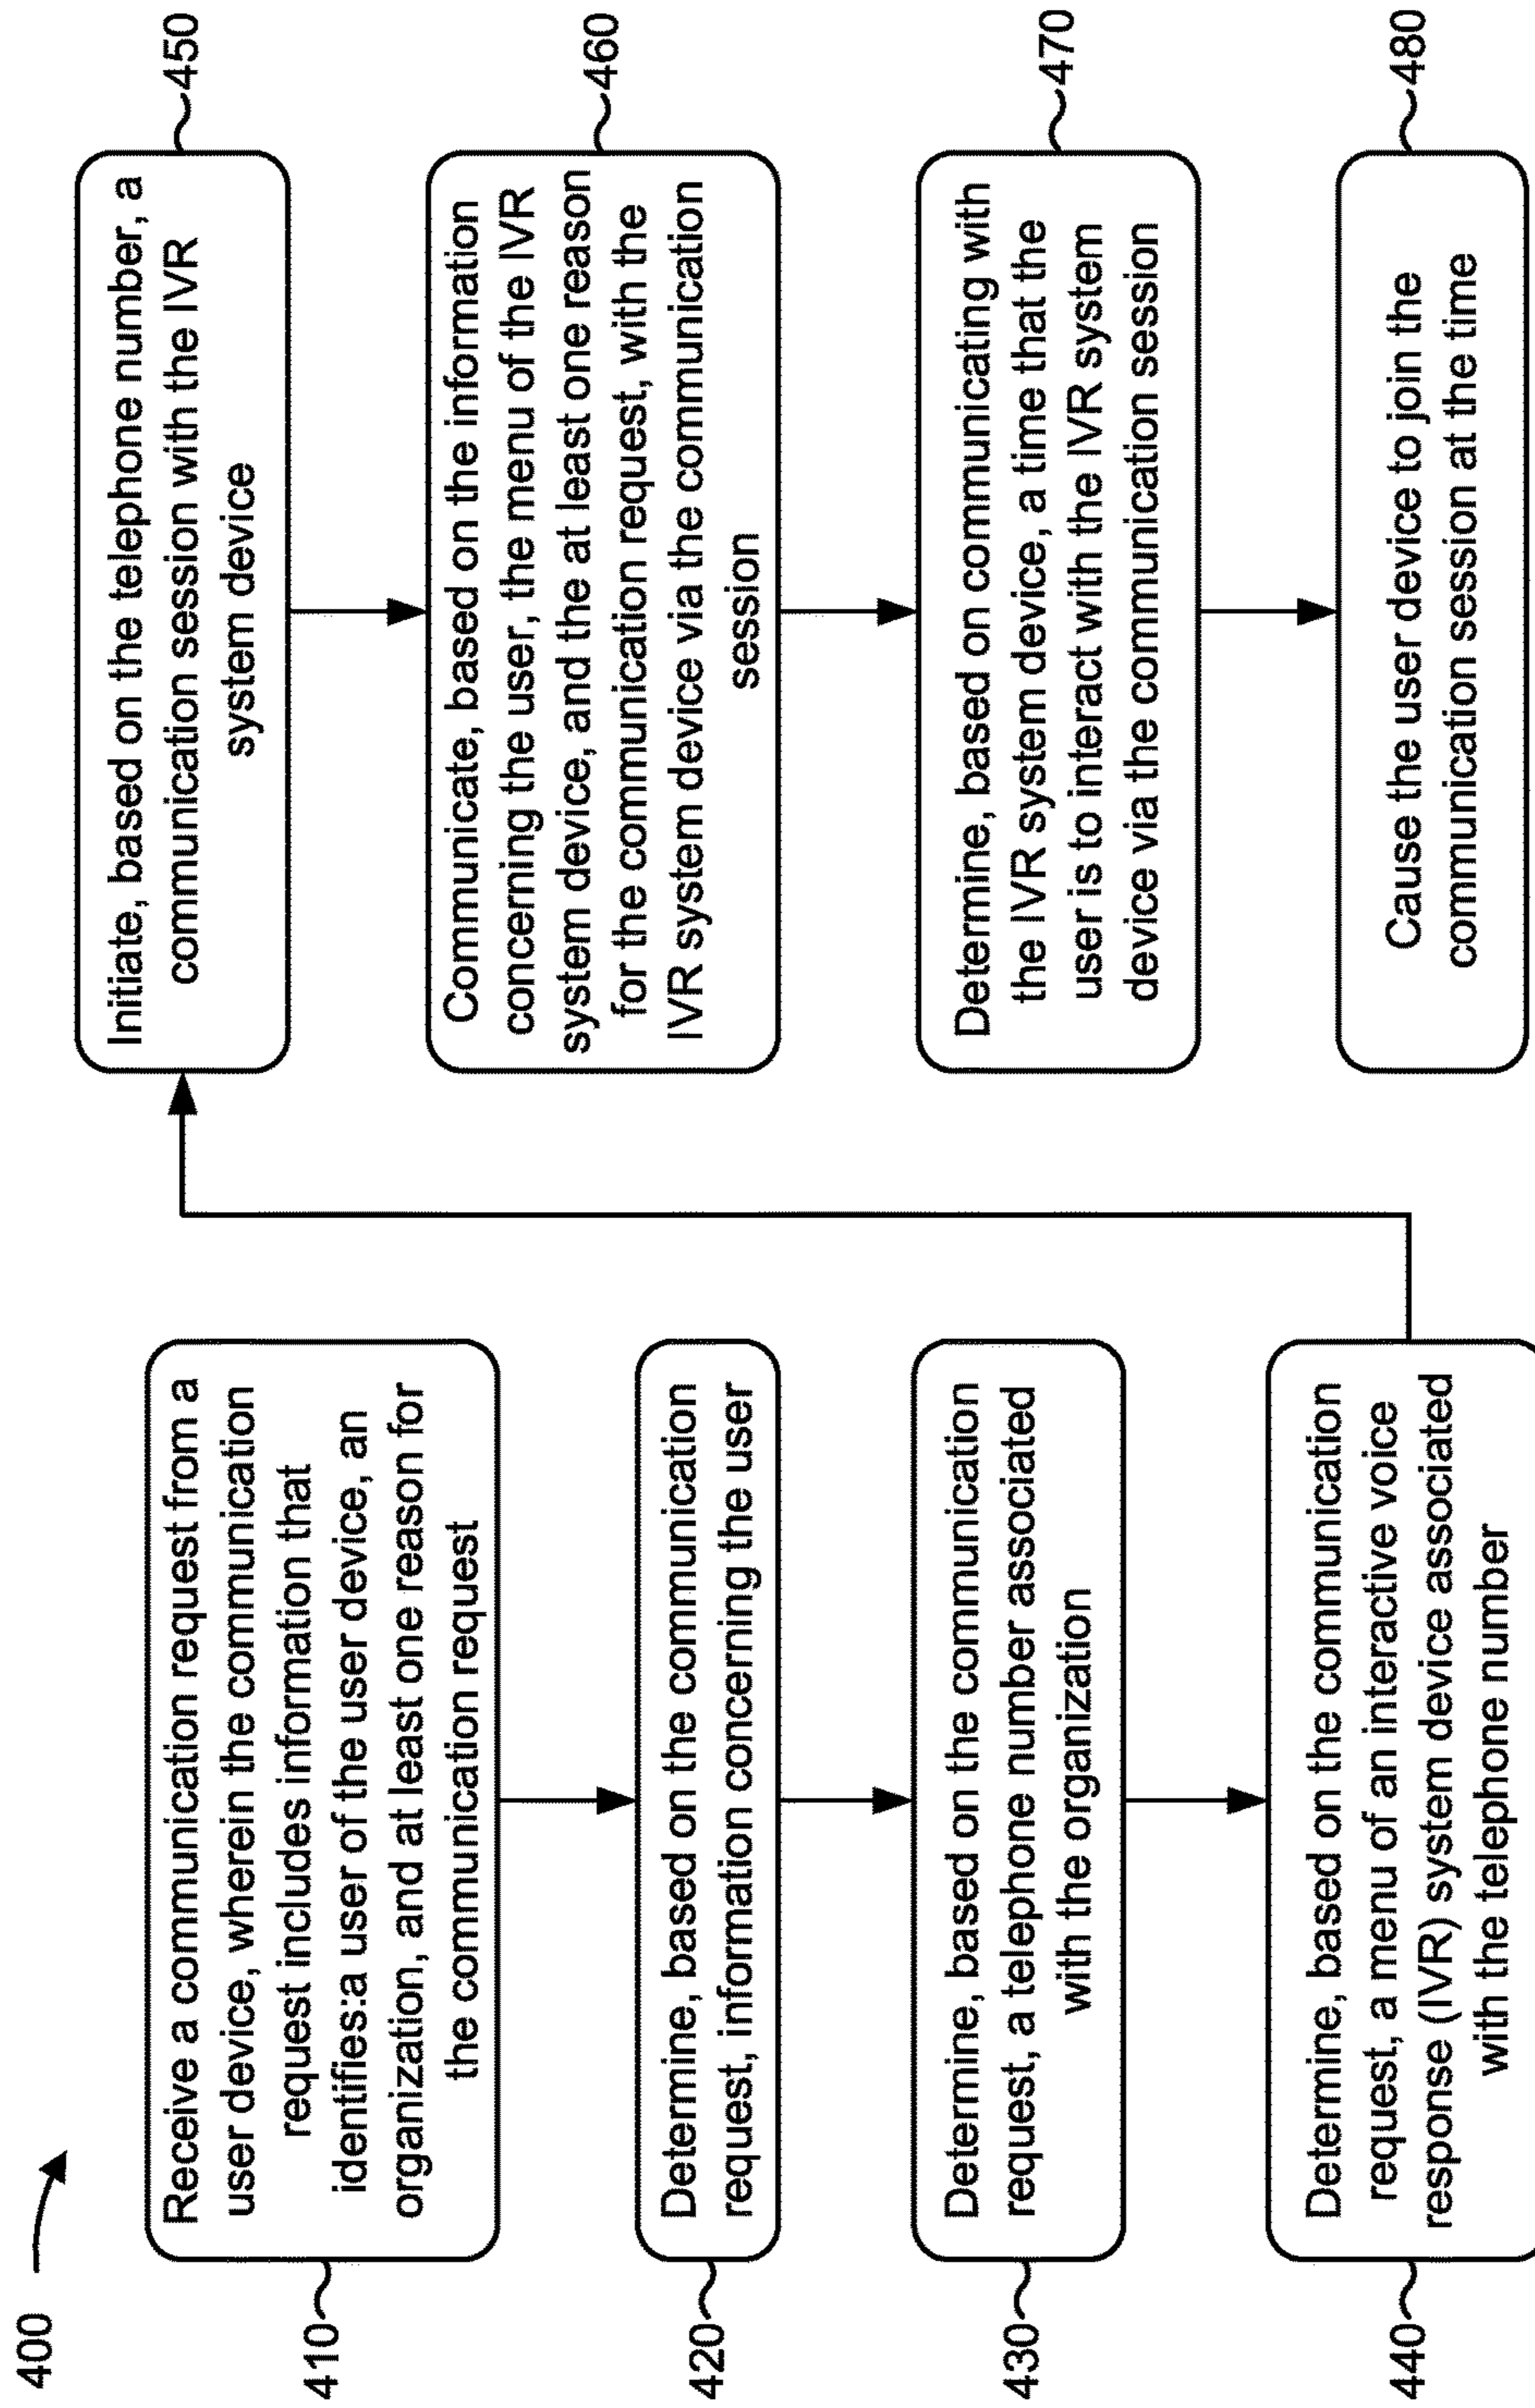 400
410
Receive a communication request from a
user device, wherein the communication
request includes information that
identifies:a user of the user device, an
organization, and at least one reason for
the communication request
420
Determine, based on the communication
request, information concerning the user
430
Determine, based on the communication
request, a telephone number associated
with the organization
440
Determine, based on the communication
request, a menu of an interactive voice
response (IVR) system device associated
with the telephone number
Initiate, based on the telephone number, a
communication session with the IVR
system device
450
Communicate, based on the information
concerning the user, the menu of the IVR
system device, and the at least one reason
for the communication request, with the
IVR system device via the communication
session
460
Determine, based on communicating with
the IVR system device, a time that the
user is to interact with the IVR system
device via the communication session
470
Cause the user device to join the
communication session at the time
480